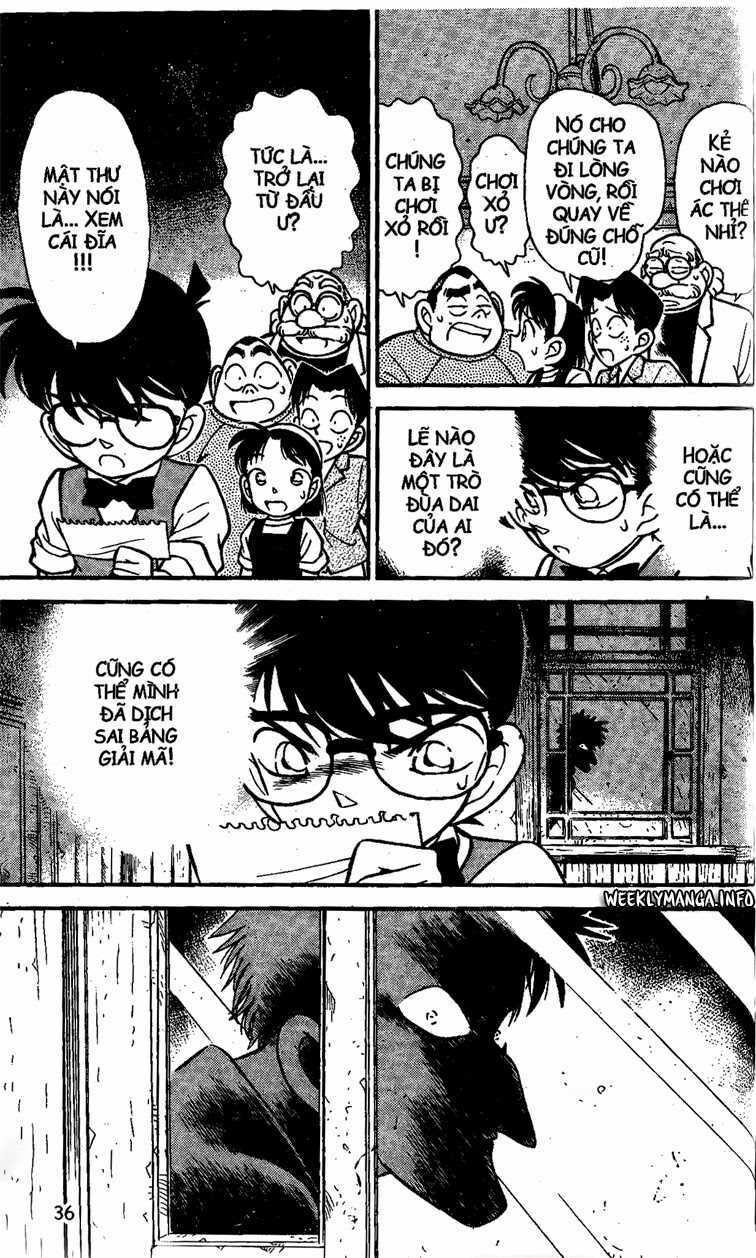 MẬT THƯ
NÀY NÓI
LÀ... XEM
CÁI ĐĨA
!!!
TỨC LÀ...
TRỞ LẠI
TỪ ĐẦU
Ư?
CHÚNG
TA BỊ
CHƠI
XỎ RỒI
!
CHƠI
XỎ
Ư?
NÓ CHO
CHÚNG TA
ĐI LÒNG
VÒNG, RỒI
QUAY VỀ
ĐÚNG CHỖ
CŨ!
KẺ
NÀO
CHƠI
ÁC THẾ
NHỈ?
LẼ NÀO
ĐÂY LÀ
MỘT TRÒ
ĐÙA DAI
CỦA AI
ĐÓ?
HOẶC
CŨNG
CÓ THỂ
LÀ...
CŨNG CÓ
THỂ MÌNH
ĐÃ DỊCH
SAI BẢNG
GIẢI MÃ!
WEEKLYMANGA.INFO
36